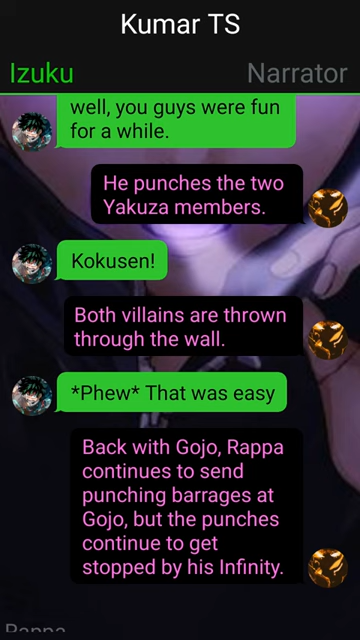 Kumar TS
Izuku
Narrator
well, you guys were fun
for a while.
He punches the two
Yakuza members.
Kokusen!
Both villains are thrown
through the wall.
*Phew* That was easy
Back with Gojo, Rappa
continues to send
punching barrages at
Gojo, but the punches
continue to get
stopped by his Infinity.
Rappa